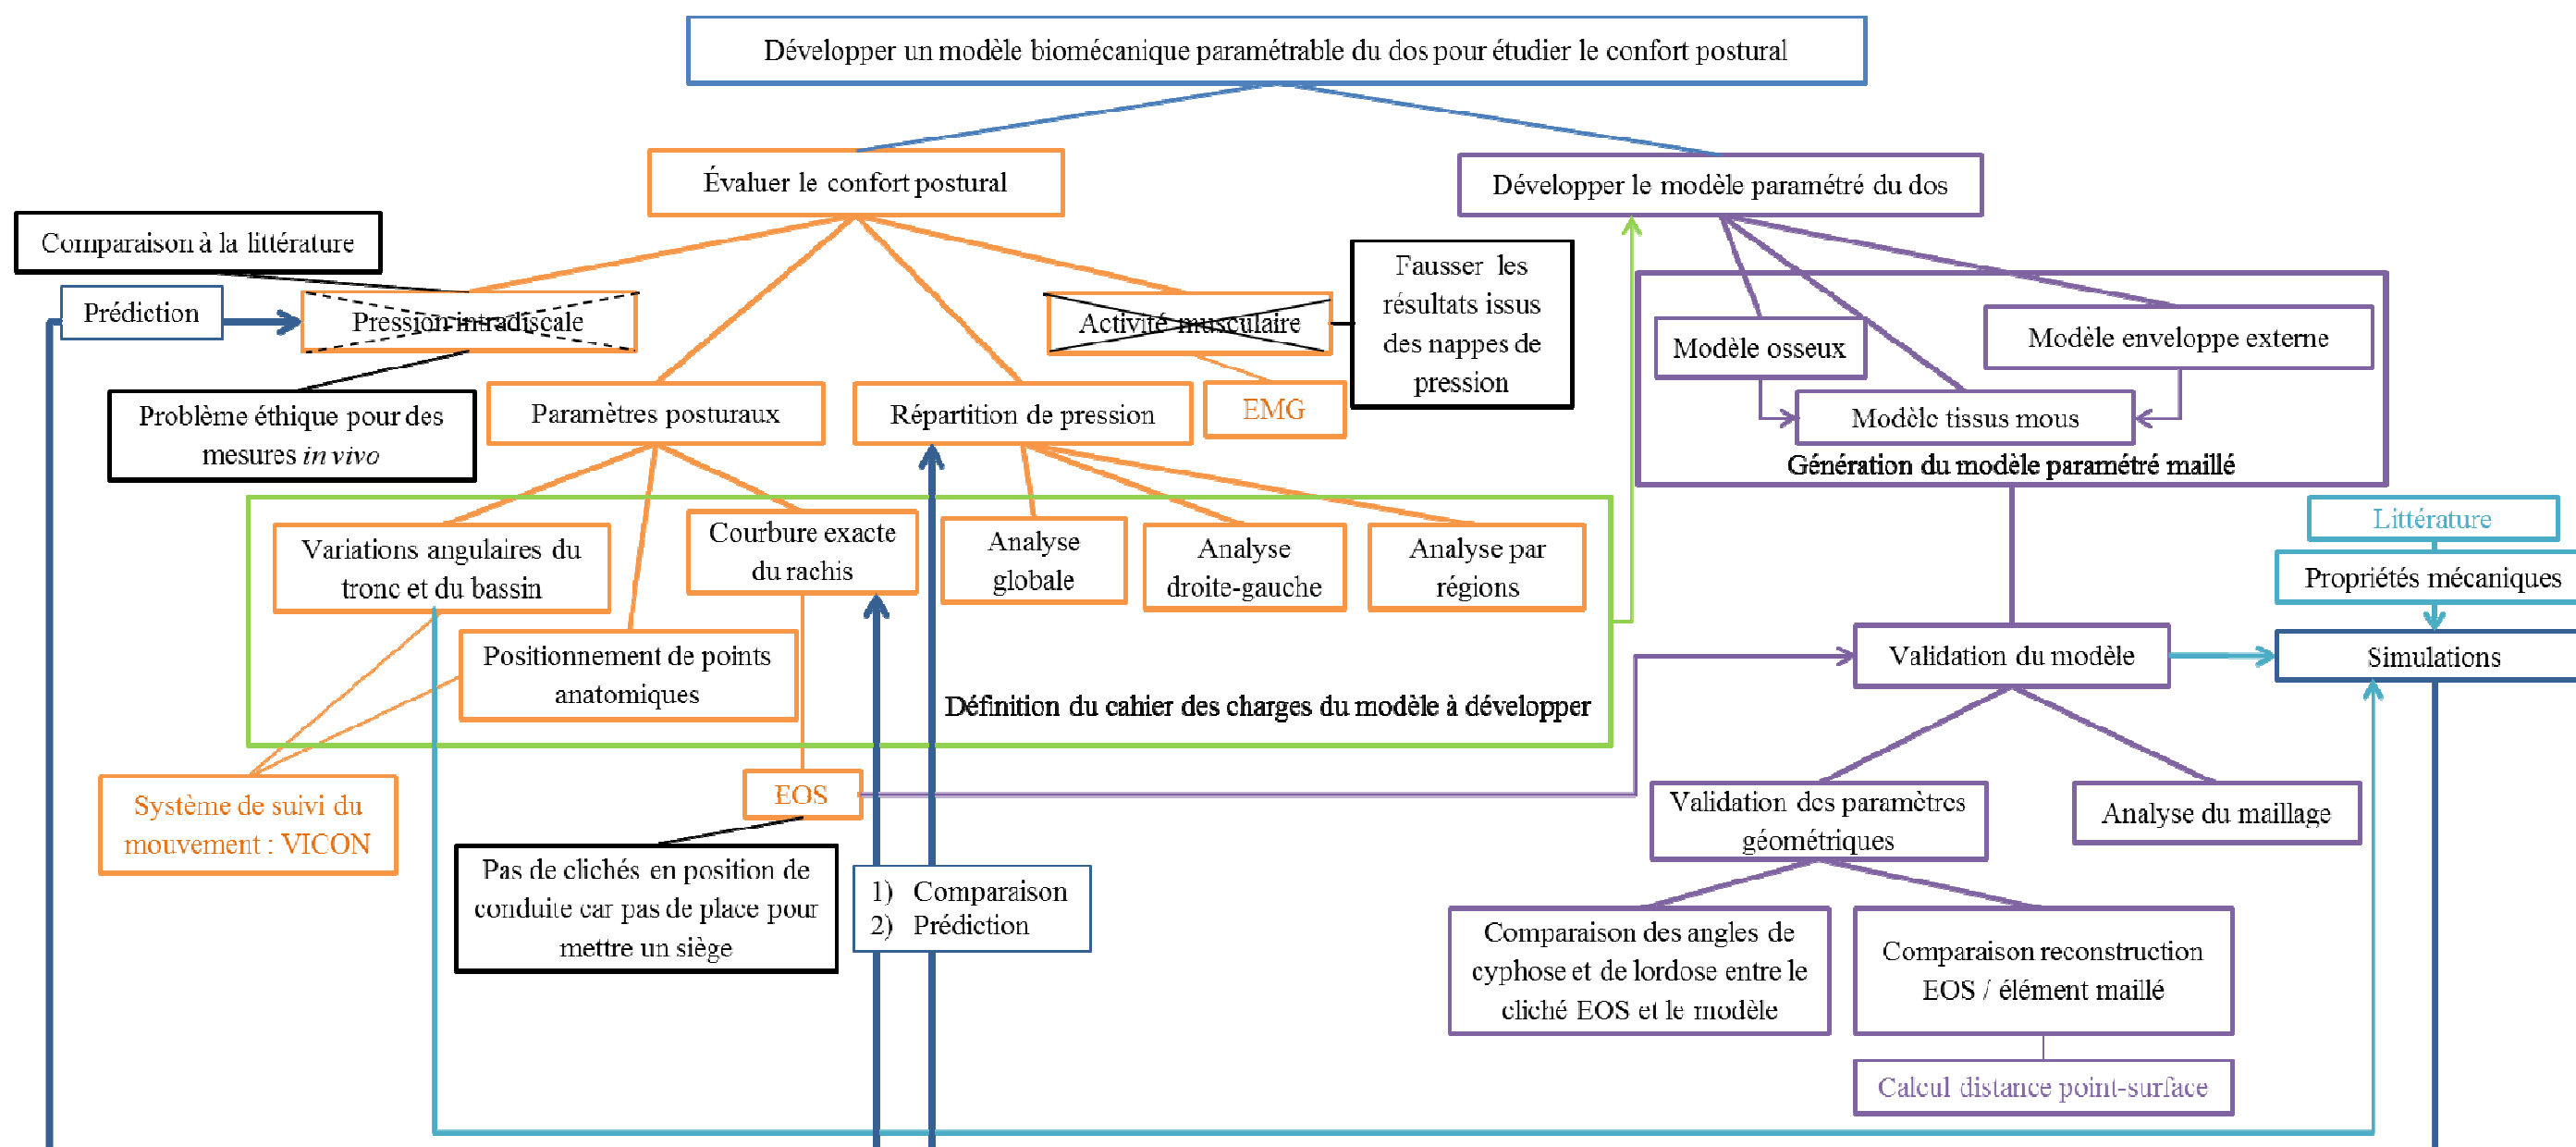 Développer un modèle biomécanique paramétrable du dos pour étudier le confort postural
Évaluer le confort postural
Développer le modèle paramétré du dos
Comparaison à la littérature
Prédiction
Pression intradiscale
Activité musculaire
Fausser les
résultats issus
des nappes de
pression
Modèle osseux
Modèle enveloppe externe
Modèle tissus mous
Génération du modèle paramétré maillé
Problème éthique pour des
mesures in vivo
Paramètres posturaux
Répartition de pression
EMG
Variations angulaires du
tronc et du bassin
Courbure exacte
du rachis
Analyse
globale
Analyse
droite-gauche
Analyse par
régions
Littérature
Propriétés mécaniques
Positionnement de points
anatomiques
Définition du cahier des charges du modèle à développer
Validation du modèle
Simulations
Système de suivi du
mouvement : VICON
EOS
Validation des paramètres
géométriques
Analyse du maillage
Pas de clichés en position de
conduite car pas de place pour
mettre un siège
1) Comparaison
2) Prédiction
Comparaison des angles de
cyphose et de lordose entre le
cliché EOS et le modèle
Comparaison reconstruction
EOS / élément maillé
Calcul distance point-surface